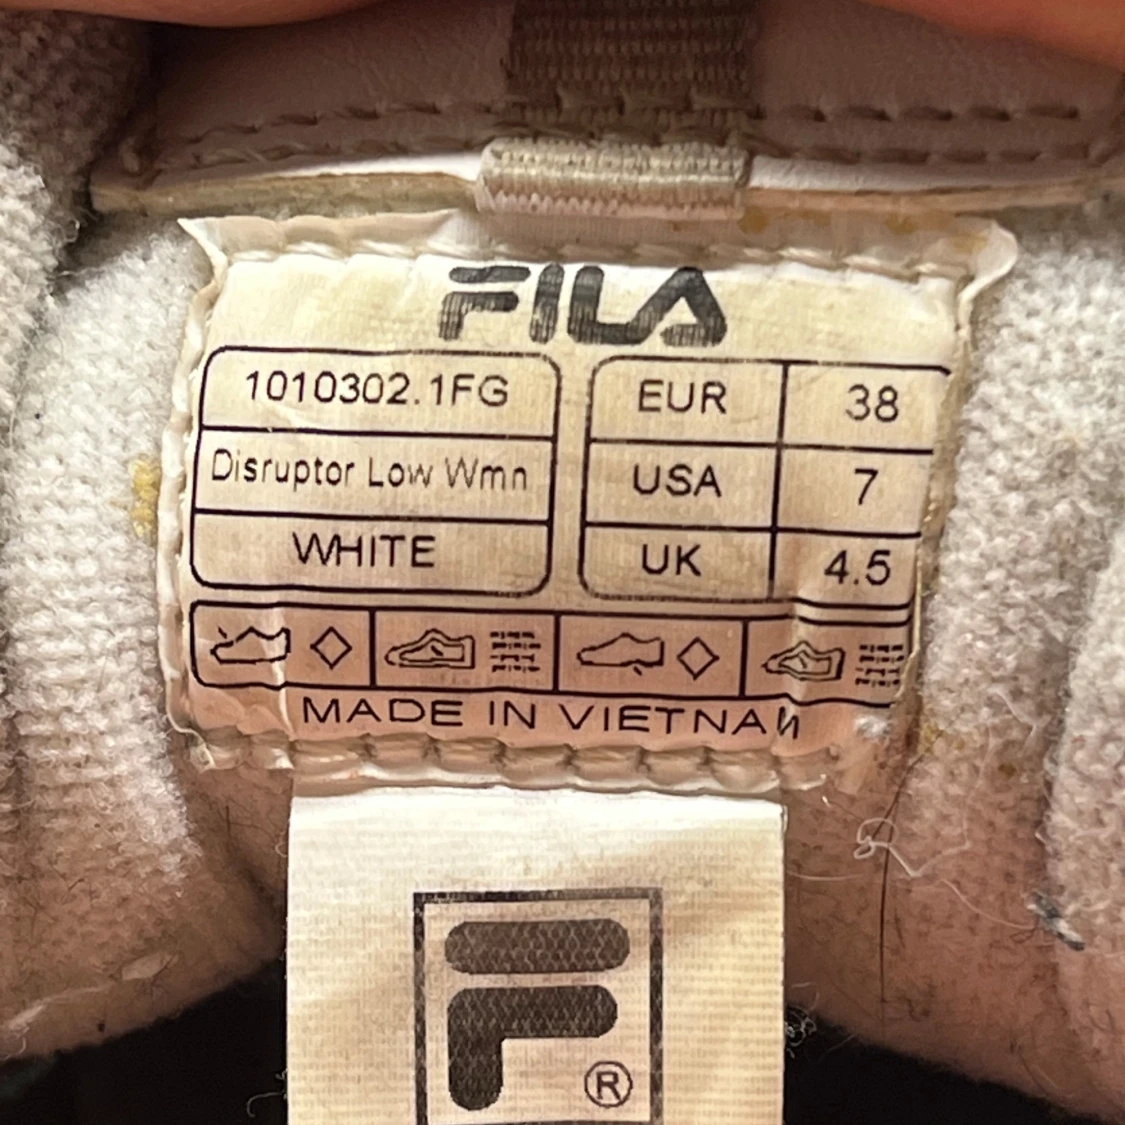 FILA
1010302.1FG
Disruptor Low Wmn
WHITE
EUR 38
USA 7
UK 4.5
MADE IN VIETNAM
F
®